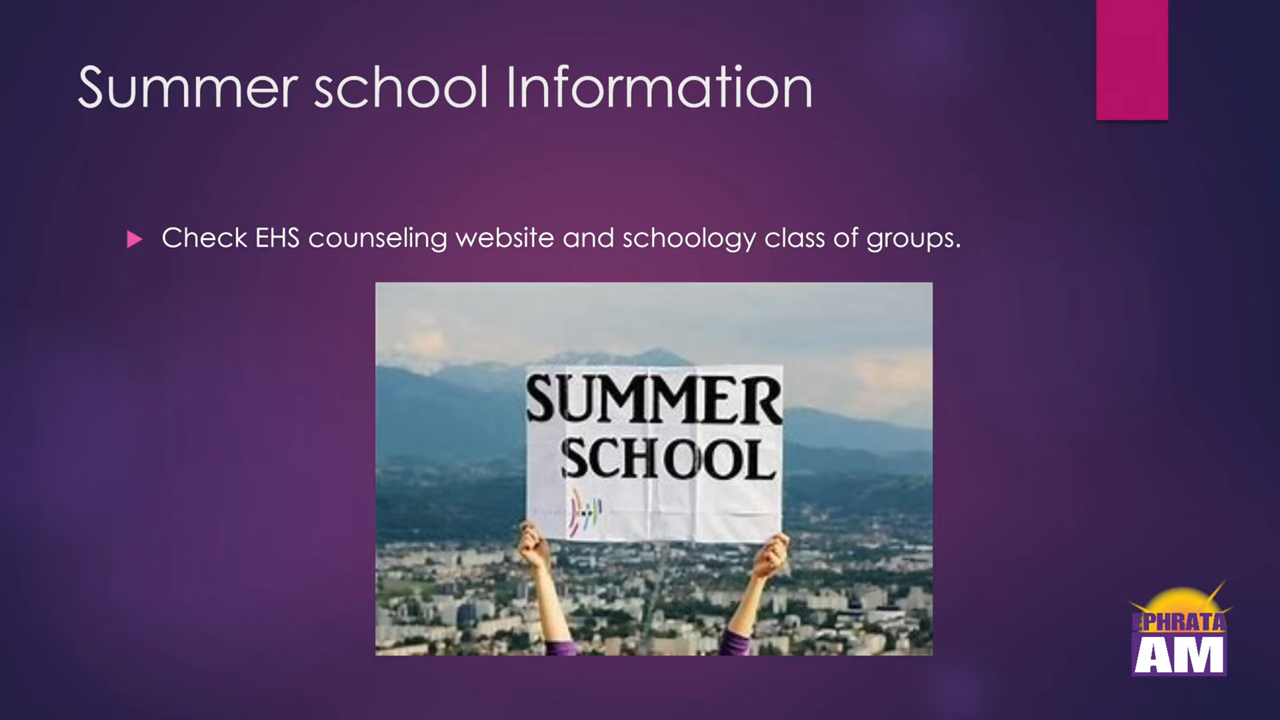 Summer school Information
Check EHS counseling website and schoology class of groups.
SUMMER
SCHOOL
EPHRATA
AM